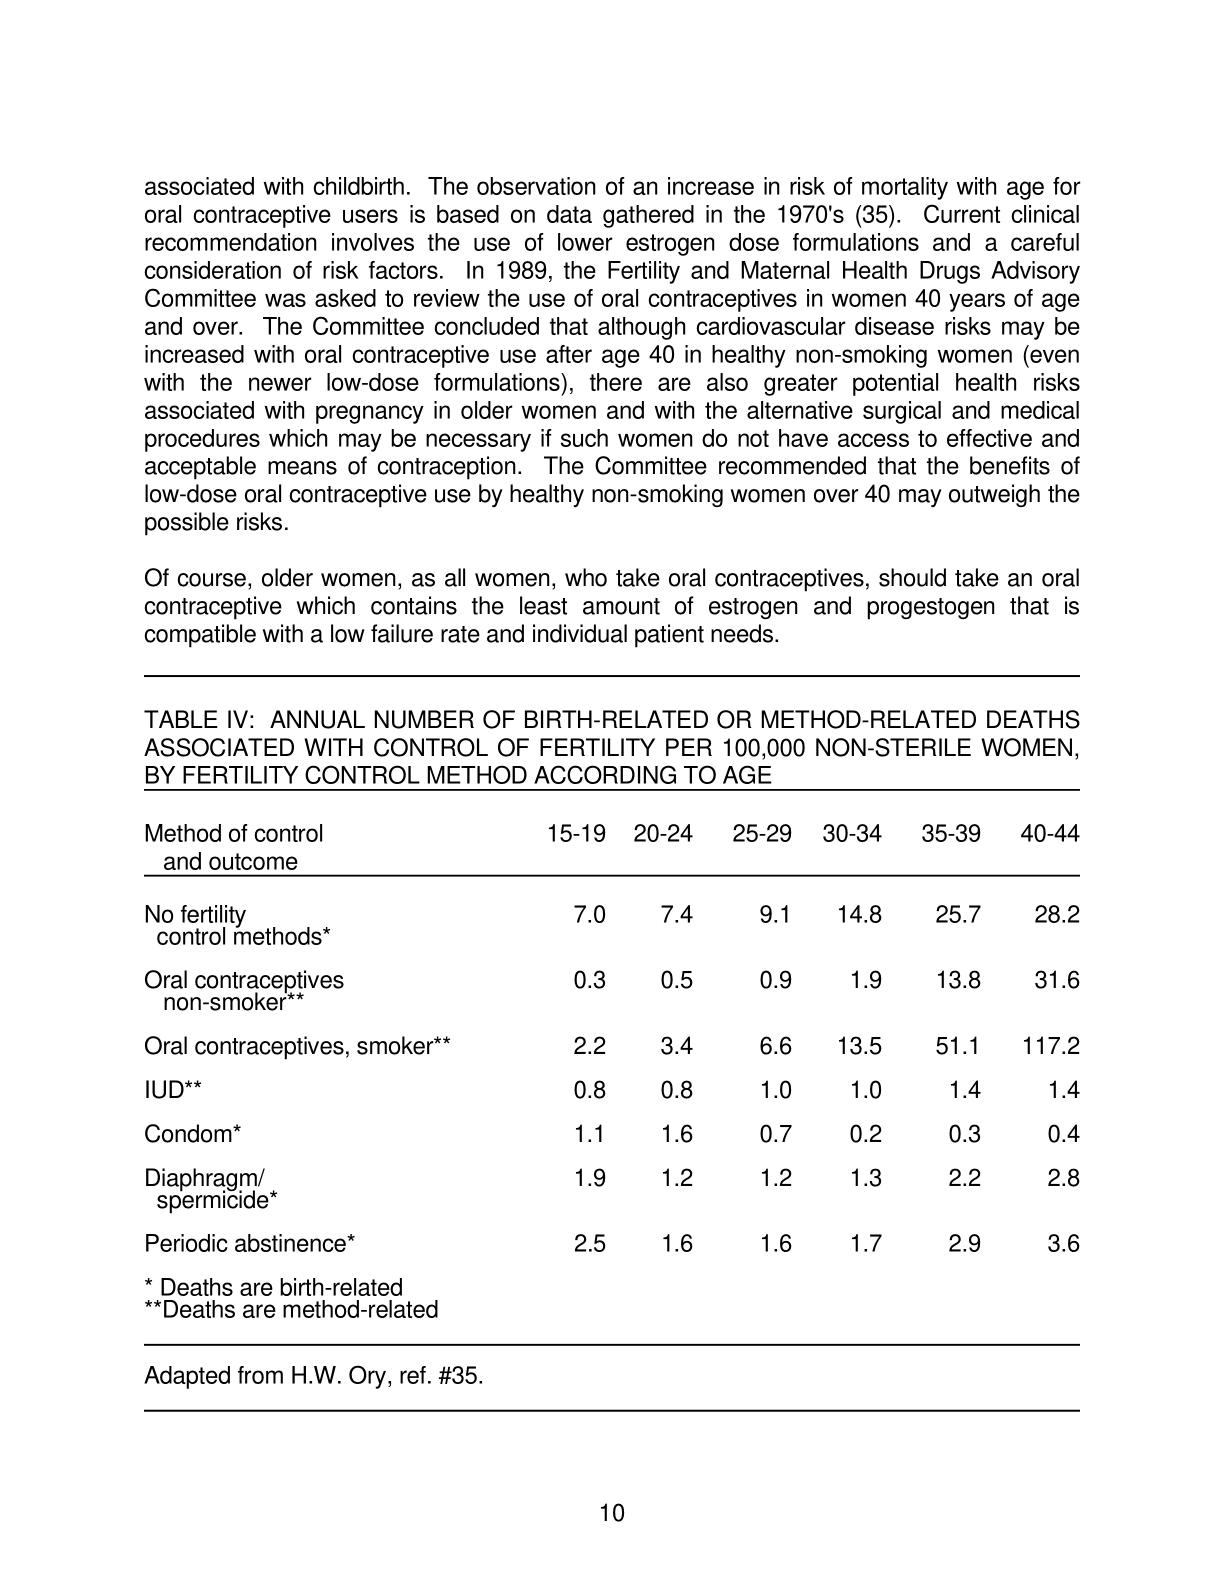 associated with childbirth. The observation of an increase in risk of mortality with age for
oral contraceptive users is based on data gathered in the 1970's (35). Current clinical
recommendation involves the use of lower estrogen dose formulations and a careful
consideration of risk factors. In 1989, the Fertility and Maternal Health Drugs Advisory
Committee was asked to review the use of oral contraceptives in women 40 years of age
and over. The Committee concluded that although cardiovascular disease risks may be
increased with oral contraceptive use after age 40 in healthy non-smoking women (even
with the newer low-dose formulations), there are also greater potential health risks
associated with pregnancy in older women and with the alternative surgical and medical
procedures which may be necessary if such women do not have access to effective and
acceptable means of contraception. The Committee recommended that the benefits of
low-dose oral contraceptive use by healthy non-smoking women over 40 may outweigh the
possible risks.
Of course, older women, as all women, who take oral contraceptives, should take an oral
contraceptive which contains the least amount of estrogen and progestogen that is
compatible with a low failure rate and individual patient needs.
TABLE IV: ANNUAL NUMBER OF BIRTH-RELATED OR METHOD-RELATED DEATHS
ASSOCIATED WITH CONTROL OF FERTILITY PER 100,000 NON-STERILE WOMEN,
BY FERTILITY CONTROL METHOD ACCORDING TO AGE
Method of control 15-19 20-24 25-29 30-34 35-39 40-44
and outcome
No fertility 7.0 7.4 9.1 14.8 25.7 28.2
control methods*
Oral contraceptives 0.3 0.5 0.9 1.9 13.8 31.6
non-smoker**
Oral contraceptives, smoker** 2.2 3.4 6.6 13.5 51.1 117.2
IUD** 0.8 0.8 1.0 1.0 1.4 1.4
Condom* 1.1 1.6 0.7 0.2 0.3 0.4
Diaphragm/ 1.9 1.2 1.2 1.3 2.2 2.8
spermicide*
Periodic abstinence* 2.5 1.6 1.6 1.7 2.9 3.6
* Deaths are birth-related
**Deaths are method-related
Adapted from H.W. Ory, ref. #35.
10